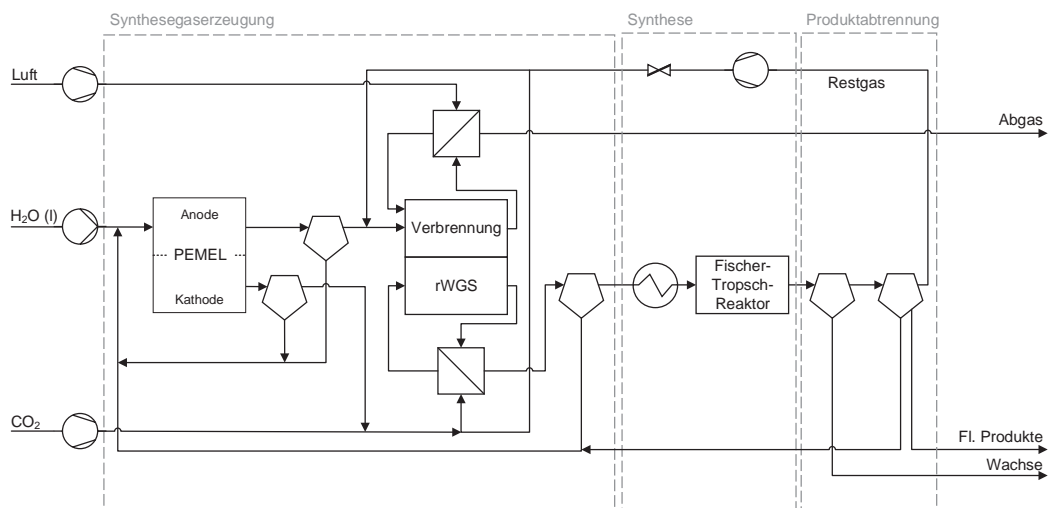 Synthesegaserzeugung
Synthese
Produktabtrennung
Luft
Restgas
Abgas
H₂O (l)
Anode
PEMEL
Kathode
Verbrennung
rWGS
Fischer-
Tropsch-
Reaktor
CO₂
Fl. Produkte
Wachse